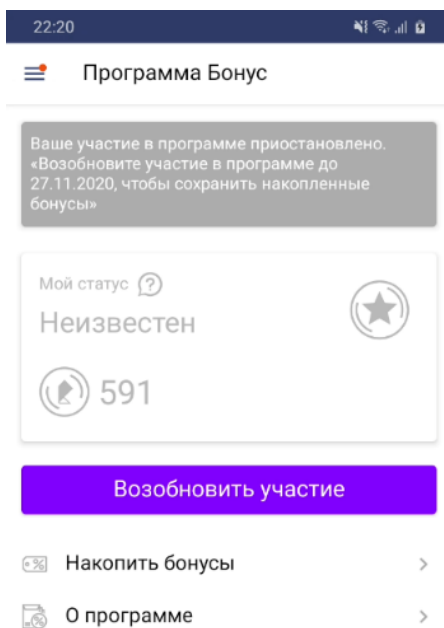 22:20
Программа Бонус
Ваше участие в программе приостановлено.
«Возобновите участие в программе до
27.11.2020, чтобы сохранить накопленные
бонусы»
Мой статус ?
Неизвестен
591
Возобновить участие
% Накопить бонусы
% О программе